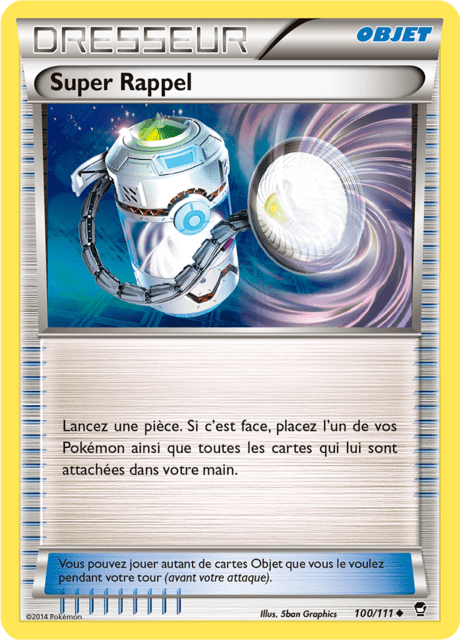 DRESSEUR
OBJET
Super Rappel
Lancez une pièce. Si c'est face, placez l'un de vos
Pokémon ainsi que toutes les cartes qui lui sont
attachées dans votre main.
Vous pouvez jouer autant de cartes Objet que vous le voulez
pendant votre tour (avant votre attaque).
©2014 Pokémon
Illus. 5ban Graphics
100/111